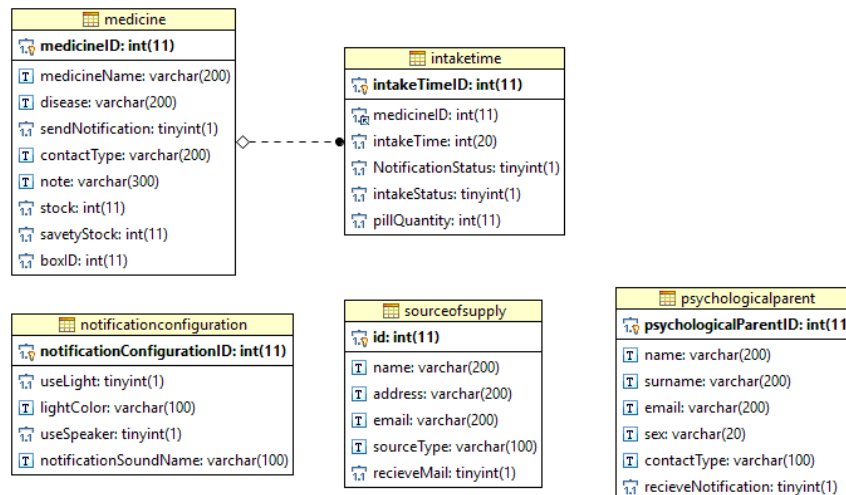 medicine
medicineID: int(11)
medicineName: varchar(200)
disease: varchar(200)
sendNotification: tinyint(1)
contactType: varchar(200)
note: varchar(300)
stock: int(11)
savetyStock: int(11)
boxID: int(11)
intaketime
intakeTimeID: int(11)
medicineID: int(11)
intakeTime: int(20)
NotificationStatus: tinyint(1)
intakeStatus: tinyint(1)
pillQuantity: int(11)
notificationconfiguration
notificationConfigurationID: int(11)
useLight: tinyint(1)
lightColor: varchar(100)
useSpeaker: tinyint(1)
notificationSoundName: varchar(100)
sourceofsupply
id: int(11)
name: varchar(200)
address: varchar(200)
email: varchar(200)
sourceType: varchar(100)
recieveMail: tinyint(1)
psychologicalparent
psychologicalParentID: int(11
name: varchar(200)
surname: varchar(200)
email: varchar(200)
sex: varchar(20)
contactType: varchar(100)
recieveNotification: tinyint(1)